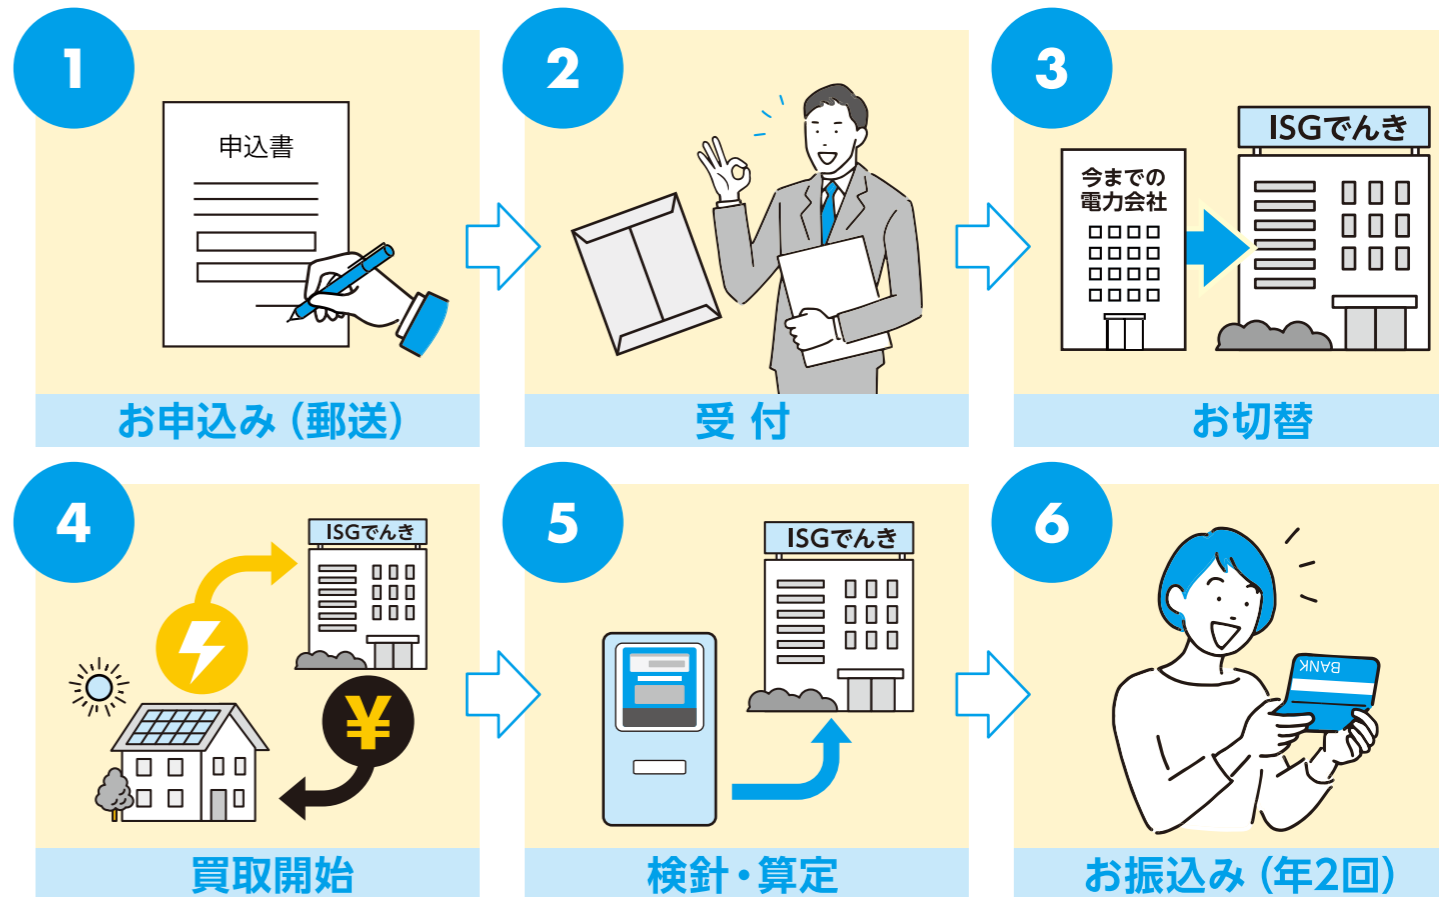 1
申込書
お申込み（郵送）
2
受付
3
今までの
電力会社
ISGでんき
お切替
4
ISGでんき
¥
買取開始
5
ISGでんき
検針・算定
6
BANK
お振込み（年2回）